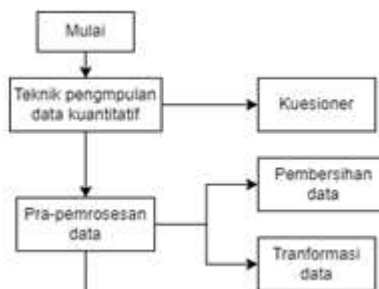 Mulai
Teknik pengmpulan
data kuantitatif
Kuesioner
Pra-pemrosesan
data
Pembersihan
data
Tranformasi
data